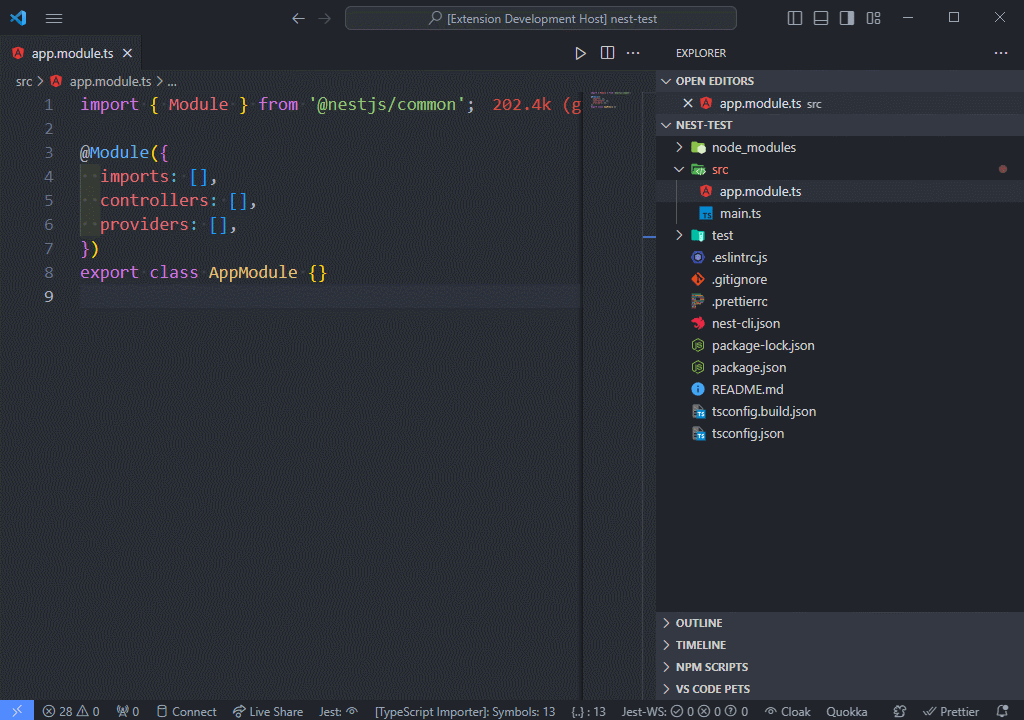 [Extension Development Host] nest-test
app.module.ts
src > app.module.ts > ...
1 import { Module } from '@nestjs/common'; 202.4k (g
2
3 @Module({
4 imports: [],
5 controllers: [],
6 providers: [],
7 })
8 export class AppModule {}
9
EXPLORER
OPEN EDITORS
app.module.ts src
NEST-TEST
node_modules
src
app.module.ts
TS main.ts
test
.eslintrc.js
.gitignore
.prettierrc
nest-cli.json
package-lock.json
package.json
README.md
tsconfig.build.json
tsconfig.json
OUTLINE
TIMELINE
NPM SCRIPTS
VS CODE PETS
28 0 0 Connect Live Share Jest: [TypeScript Importer]: Symbols: 13 {..} : 13 Jest-WS: 0 0 0 Cloak Quokka Prettier